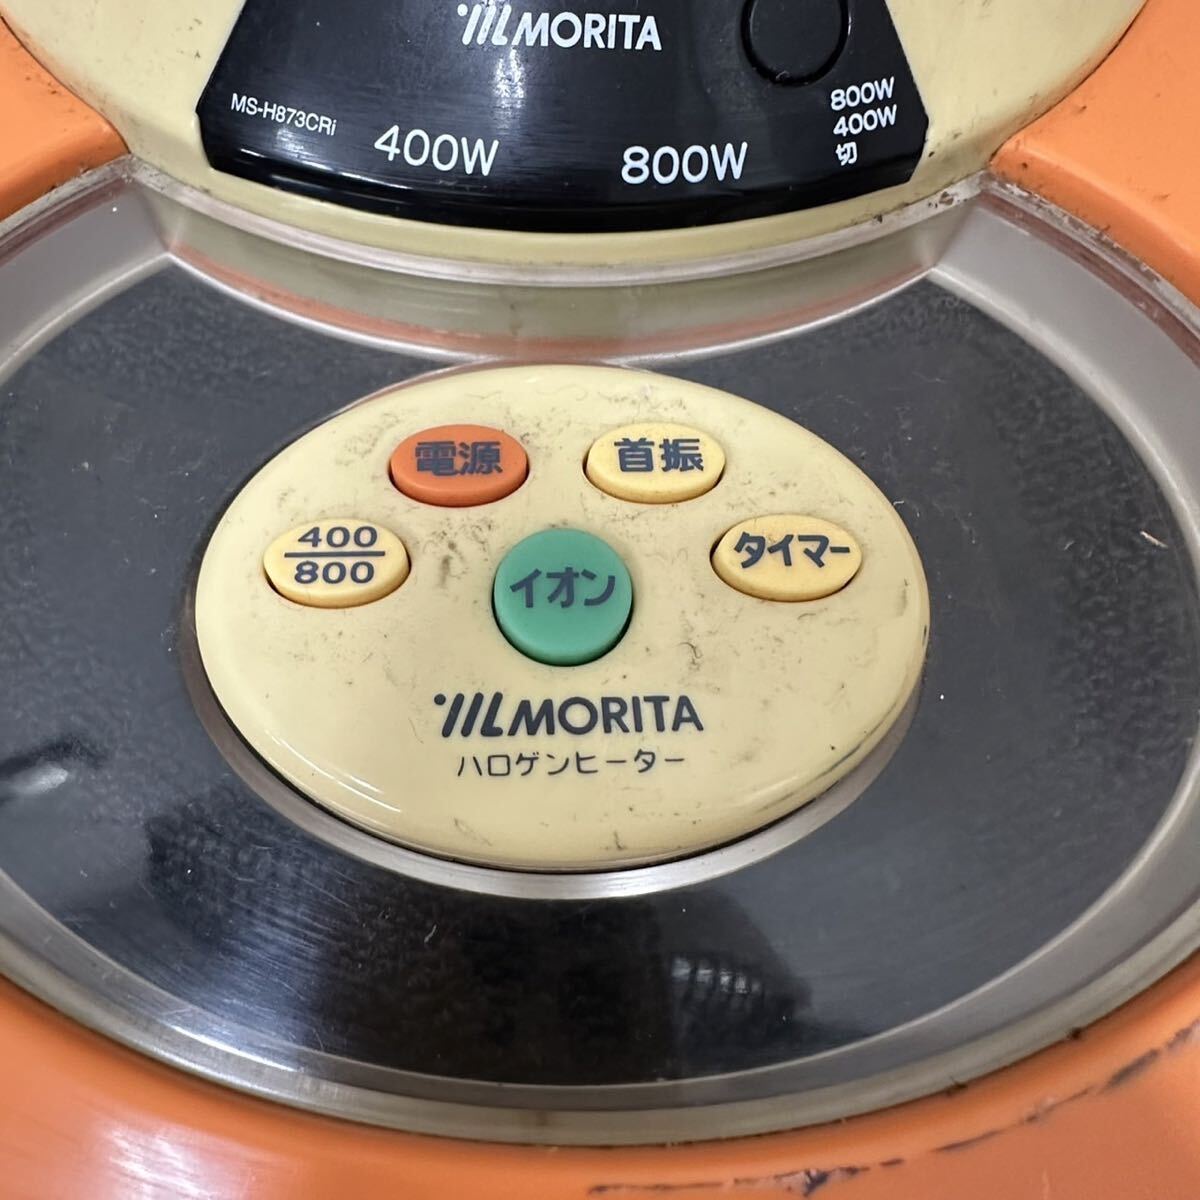 MORITA
MS-H873CRi
400W
800W
800W
400W
切
電源
首振
400
800
イオン
タイマー
MORITA
ハロゲンヒーター